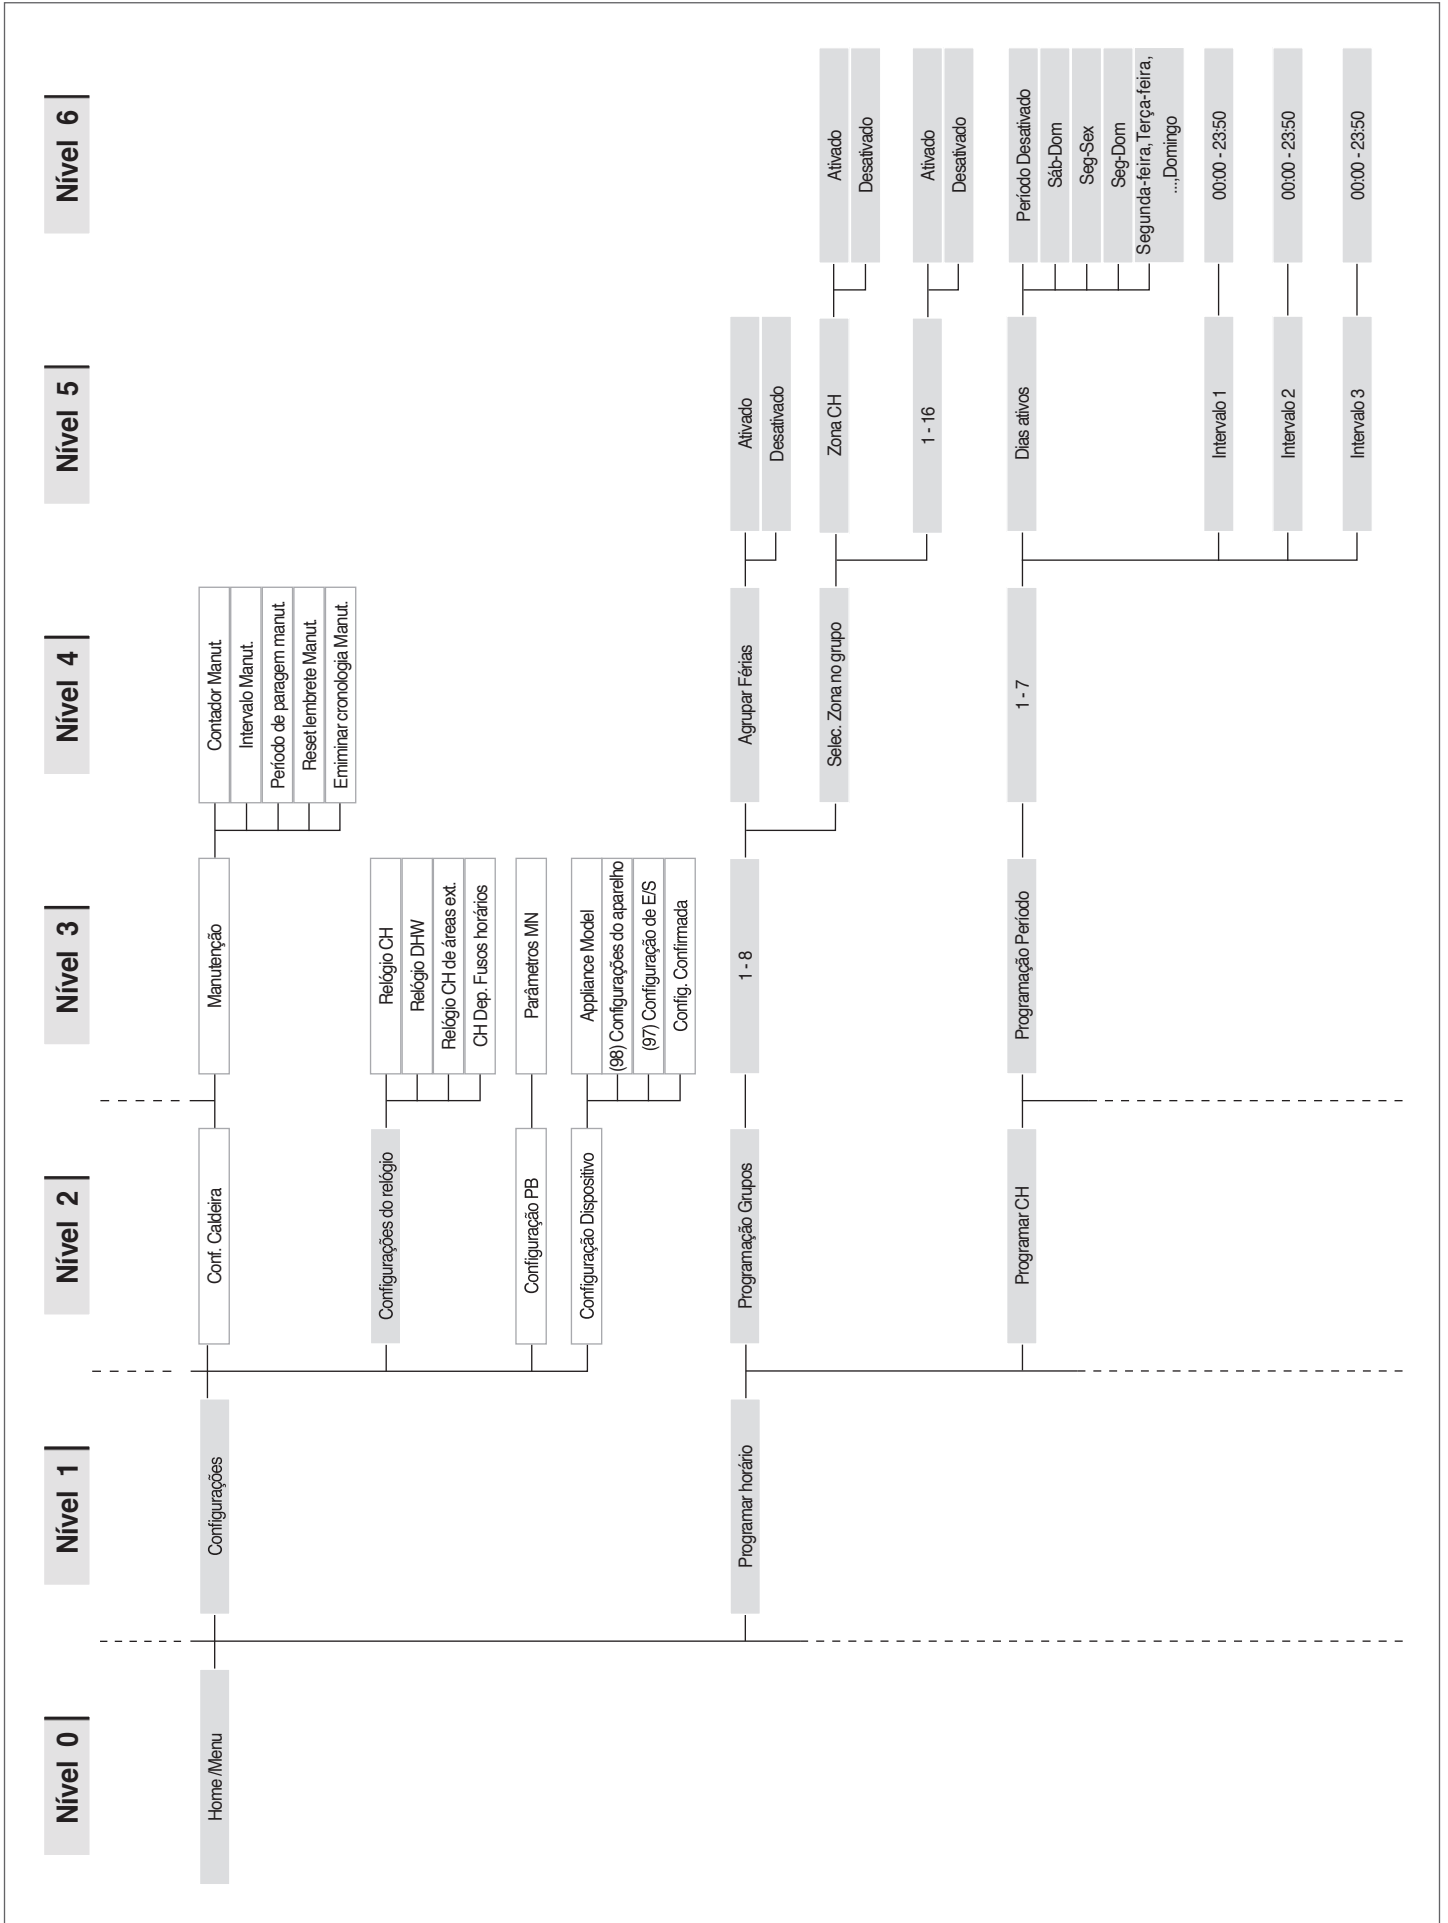 Nível 0
Nível 1
Nível 2
Nível 3
Nível 4
Nível 5
Nível 6
Home /Menu
Configurações
Conf. Caldeira
Manutenção
Contador Manut.
Intervalo Manut.
Período de paragem manut.
Reset lembrete Manut.
Emiminar cronologia Manut.
Configurações do relógio
Relógio CH
Relógio DHW
Relógio CH de áreas ext.
CH Dep. Fusos horários
Configuração PB
Parâmetros MN
Configuração Dispositivo
Appliance Model
(98) Configurações do aparelho
(97) Configuração de E/S
Config. Confirmada
Programar horário
Programação Grupos
1 - 8
Agrupar Férias
Ativado
Desativado
Selec. Zona no grupo
Zona CH
Ativado
Desativado
1 - 16
Ativado
Desativado
Programar CH
Programação Período
1 - 7
Dias ativos
Período Desativado
Sáb-Dom
Seg-Sex
Seg-Dom
Segunda-feira,Terça-feira,
...,Domingo
Intervalo 1
00:00 - 23:50
Intervalo 2
00:00 - 23:50
Intervalo 3
00:00 - 23:50